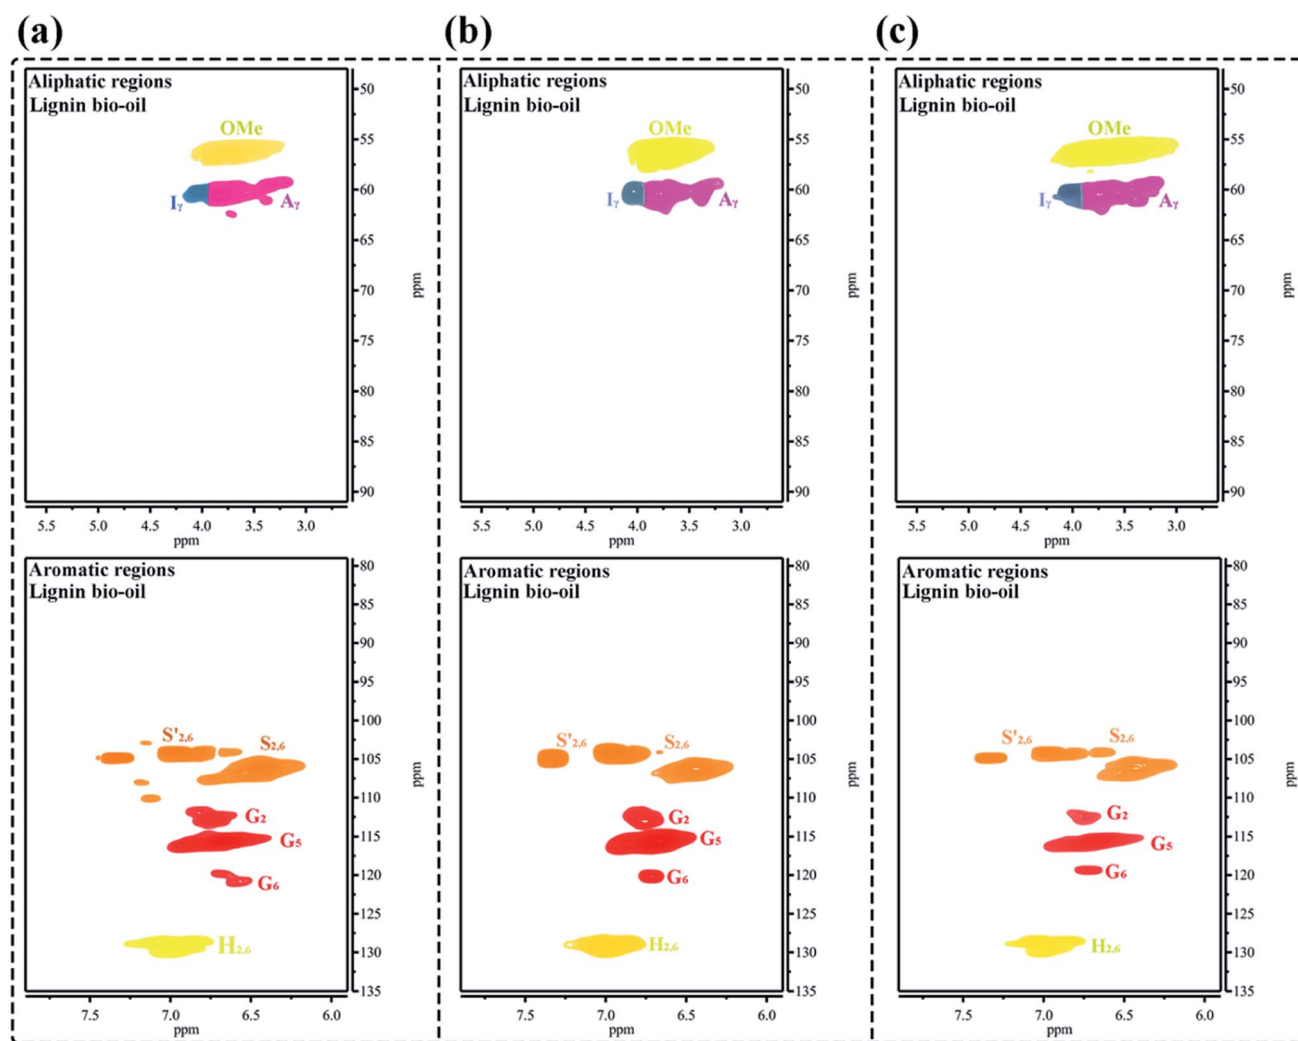 (a)
(b)
(c)
Aliphatic regions
Lignin bio-oil
OMe
Iγ
Aγ
50
55
60
65
70
75
80
85
90
ppm
5.5 5.0 4.5 4.0 3.5 3.0
ppm
Aliphatic regions
Lignin bio-oil
OMe
Iγ
Aγ
50
55
60
65
70
75
80
85
90
ppm
5.5 5.0 4.5 4.0 3.5 3.0
ppm
Aliphatic regions
Lignin bio-oil
OMe
Iγ
Aγ
50
55
60
65
70
75
80
85
90
ppm
5.5 5.0 4.5 4.0 3.5 3.0
ppm
Aromatic regions
Lignin bio-oil
S'2,6
S2,6
G2
G5
G6
H2,6
80
85
90
95
100
105
110
115
120
125
130
135
ppm
7.5 7.0 6.5 6.0
ppm
Aromatic regions
Lignin bio-oil
S'2,6
S2,6
G2
G5
G6
H2,6
80
85
90
95
100
105
110
115
120
125
130
135
ppm
7.5 7.0 6.5 6.0
ppm
Aromatic regions
Lignin bio-oil
S'2,6
S2,6
G2
G5
G6
H2,6
80
85
90
95
100
105
110
115
120
125
130
135
ppm
7.5 7.0 6.5 6.0
ppm